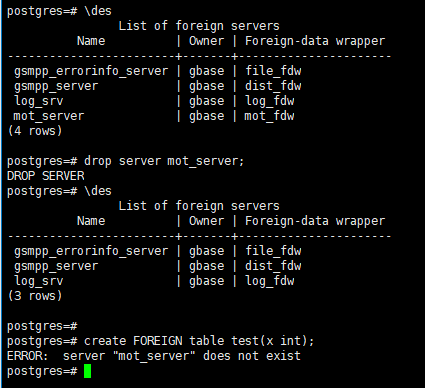 postgres=# \des
List of foreign servers
Name | Owner | Foreign-data wrapper
------------------------+-------+----------------------
gsmpp_errorinfo_server | gbase | file_fdw
gsmpp_server | gbase | dist_fdw
log_srv | gbase | log_fdw
mot_server | gbase | mot_fdw
(4 rows)
postgres=# drop server mot_server;
DROP SERVER
postgres=# \des
List of foreign servers
Name | Owner | Foreign-data wrapper
------------------------+-------+----------------------
gsmpp_errorinfo_server | gbase | file_fdw
gsmpp_server | gbase | dist_fdw
log_srv | gbase | log_fdw
(3 rows)
postgres=#
postgres=# create FOREIGN table test(x int);
ERROR:  server "mot_server" does not exist
postgres=#